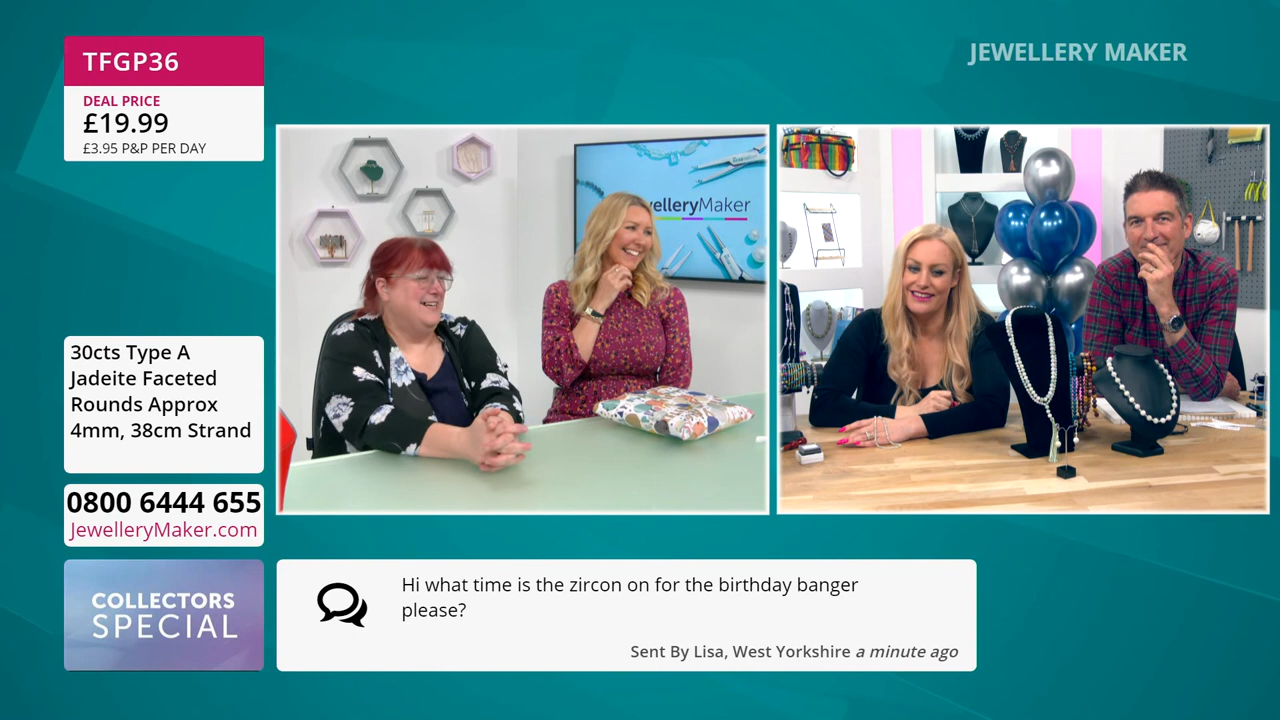 TFGP36
DEAL PRICE
£19.99
£3.95 P&P PER DAY
JEWELLERY MAKER
welleryMaker
30cts Type A
Jadeite Faceted
Rounds Approx
4mm, 38cm Strand
0800 6444 655
JewelleryMaker.com
COLLECTORS
SPECIAL
Hi what time is the zircon on for the birthday banger
please?
Sent By Lisa, West Yorkshire a minute ago